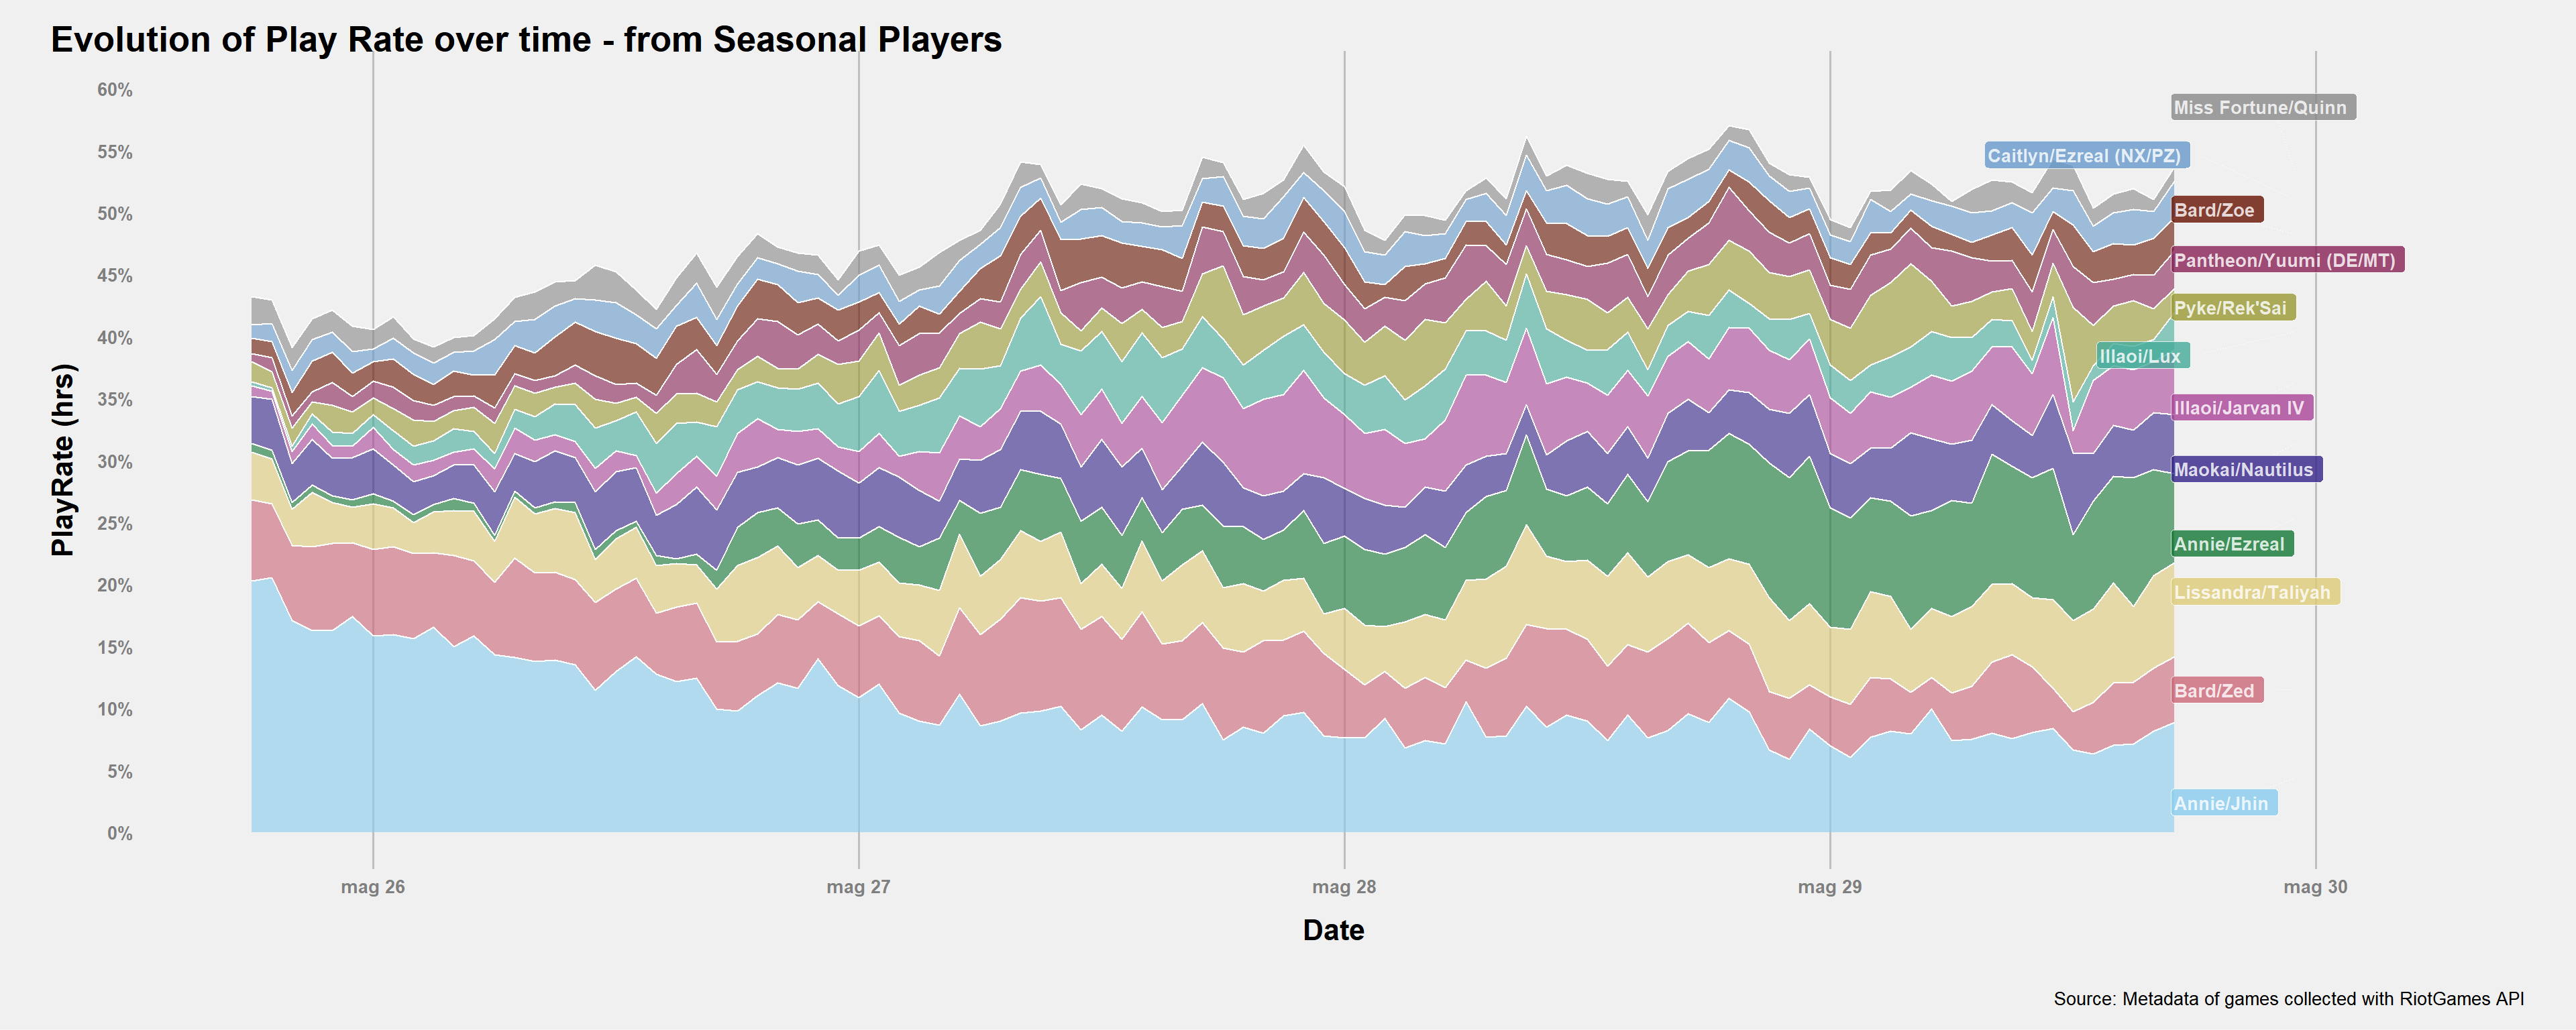 Evolution of Play Rate over time - from Seasonal Players
60%
55%
50%
45%
40%
35%
30%
25%
20%
15%
10%
5%
0%
PlayRate (hrs)
Miss Fortune/Quinn
Caitlyn/Ezreal (NX/PZ)
Bard/Zoe
Pantheon/Yuumi (DE/MT)
Pyke/Rek'Sai
Illaoi/Lux
Illaoi/Jarvan IV
Maokai/Nautilus
Annie/Ezreal
Lissandra/Taliyah
Bard/Zed
Annie/Jhin
mag 26 mag 27 mag 28 mag 29 mag 30
Date
Source: Metadata of games collected with RiotGames API